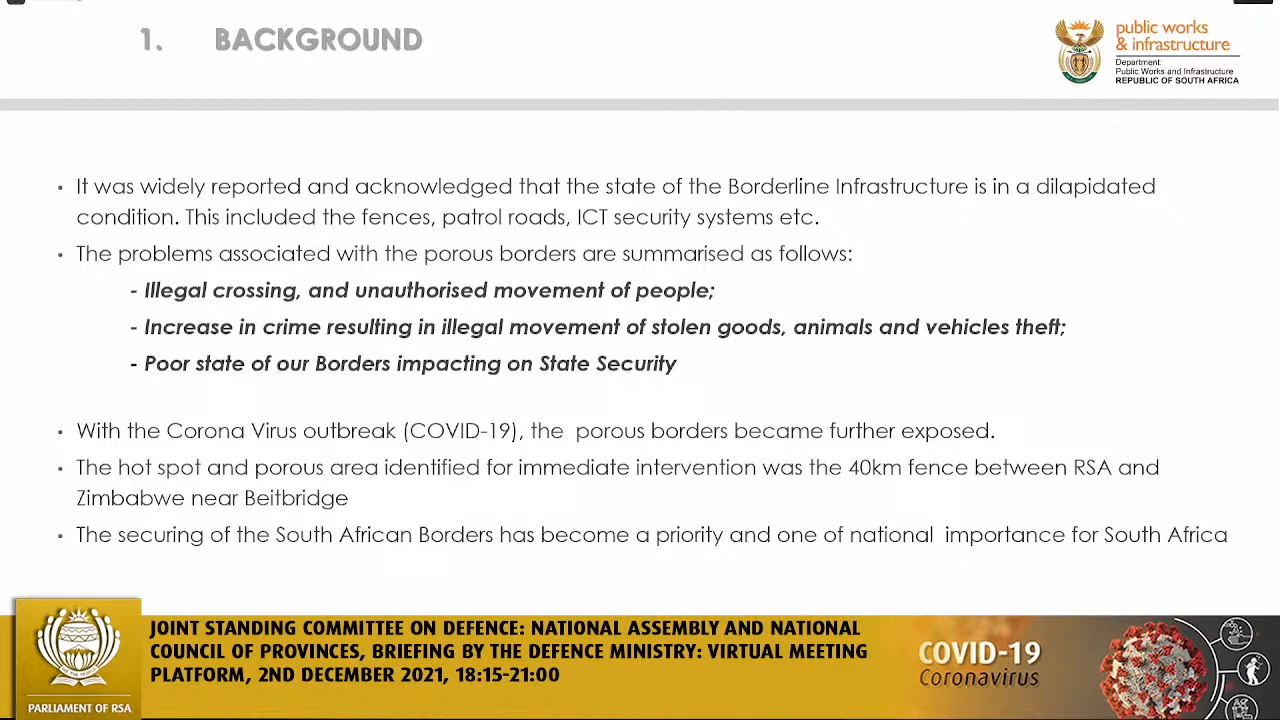 1. BACKGROUND
public works
& infrastructure
Department:
Public Works and Infrastructure
REPUBLIC OF SOUTH AFRICA
• It was widely reported and acknowledged that the state of the Borderline Infrastructure is in a dilapidated
condition. This included the fences, patrol roads, ICT security systems etc.
• The problems associated with the porous borders are summarised as follows:
- Illegal crossing, and unauthorised movement of people;
- Increase in crime resulting in illegal movement of stolen goods, animals and vehicles theft;
- Poor state of our Borders impacting on State Security
• With the Corona Virus outbreak (COVID-19), the porous borders became further exposed.
• The hot spot and porous area identified for immediate intervention was the 40km fence between RSA and
Zimbabwe near Beitbridge
• The securing of the South African Borders has become a priority and one of national importance for South Africa
JOINT STANDING COMMITTEE ON DEFENCE: NATIONAL ASSEMBLY AND NATIONAL
COUNCIL OF PROVINCES, BRIEFING BY THE DEFENCE MINISTRY: VIRTUAL MEETING
PLATFORM, 2ND DECEMBER 2021, 18:15-21:00
PARLIAMENT OF RSA
COVID-19
Coronavirus